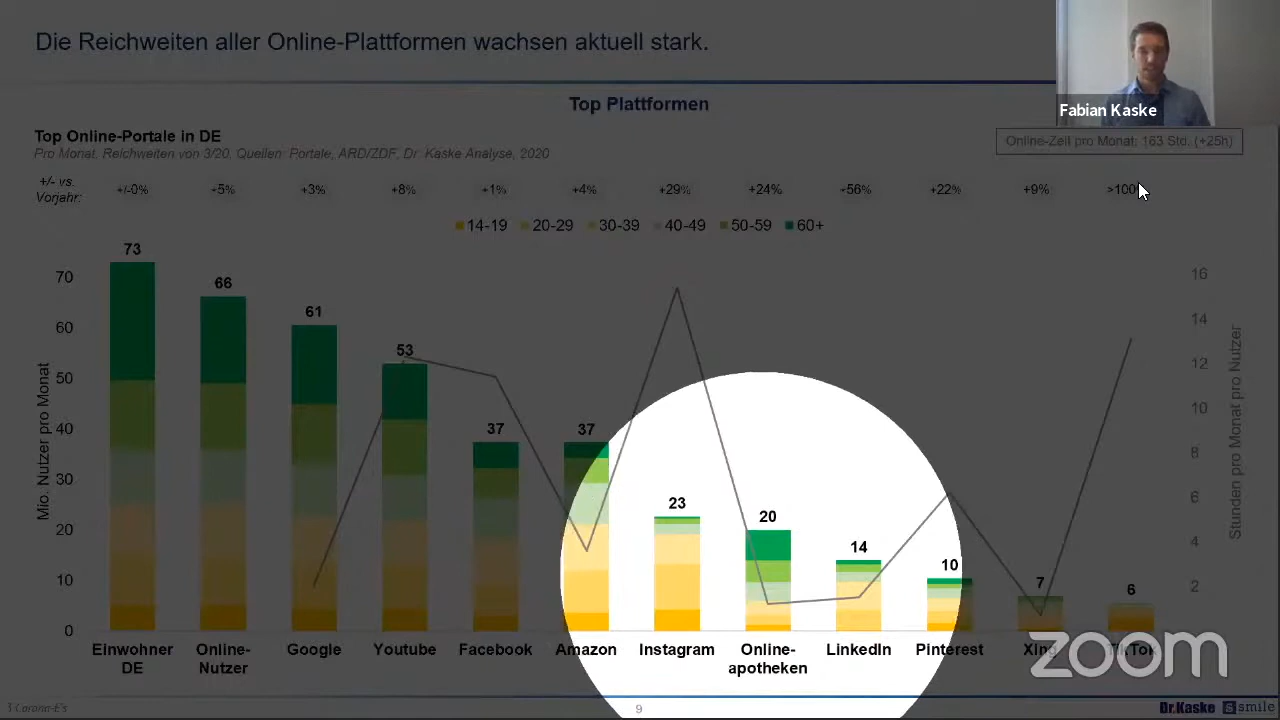 Die Reichweiten aller Online-Plattformen wachsen aktuell stark.
Fabian Kaske
Top Plattformen
Top Online-Portale in DE
Pro Monat, Reichweiten von 3/20, Quellen: Portale, ARD/ZDF, Dr. Kaske Analyse, 2020
Online-Zeit pro Monat: 163 Std. (+25h)
+/- vs. Vorjahr: +/-0% +5% +3% +8% +1% +4% +29% +24% +56% +22% +9% >100%
14-19 20-29 30-39 40-49 50-59 60+
Mio. Nutzer pro Monat
70
60
50
40
30
20
10
0
73 66 61 53 37 37 23 20 14 10 7 6
16
14
12
10
8
6
4
2
Stunden pro Monat pro Nutzer
Einwohner DE
Online-Nutzer
Google
Youtube
Facebook
Amazon
Instagram
Online-apotheken
LinkedIn
Pinterest
Xing
TikTok
zoom
3 Corona-E's
9
Dr.Kaske
S smile